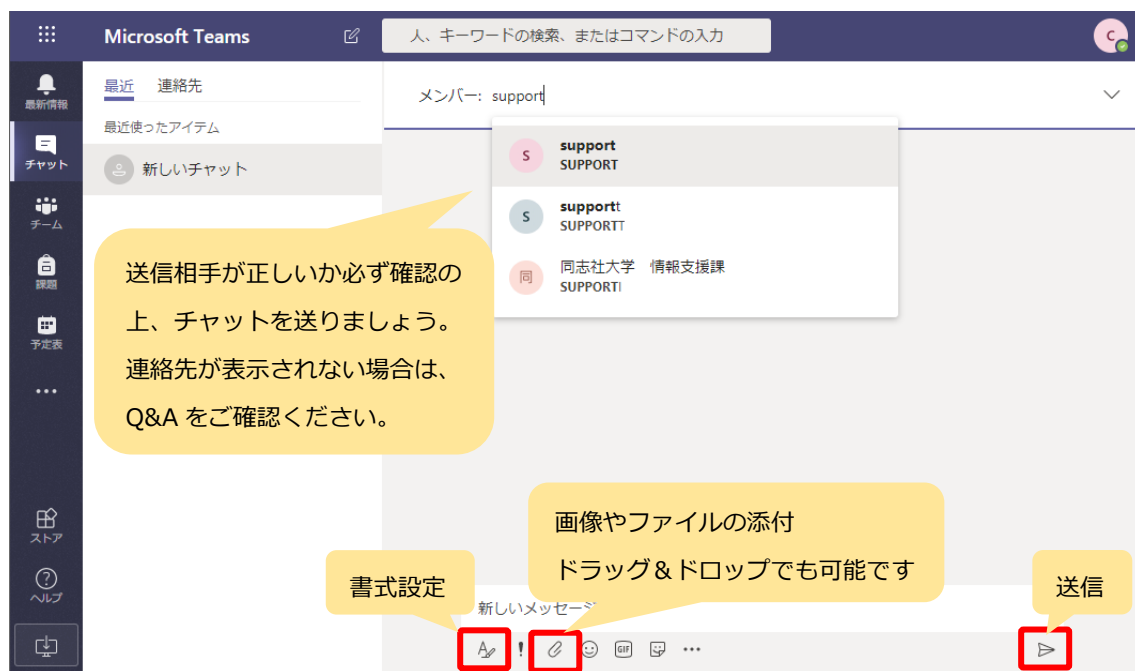 Microsoft Teams
人、キーワードの検索、またはコマンドの入力
C
最新情報
チャット
チーム
課題
予定表
ストア
ヘルプ
最近 連絡先
最近使ったアイテム
新しいチャット
メンバー: support
S
support
SUPPORT
S
supportt
SUPPORTT
同
同志社大学 情報支援課
SUPPORTI
送信相手が正しいか必ず確認の
上、チャットを送りましょう。
連絡先が表示されない場合は、
Q&A をご確認ください。
画像やファイルの添付
ドラッグ&ドロップでも可能です
書式設定
送信
新しいメッセー
GIF